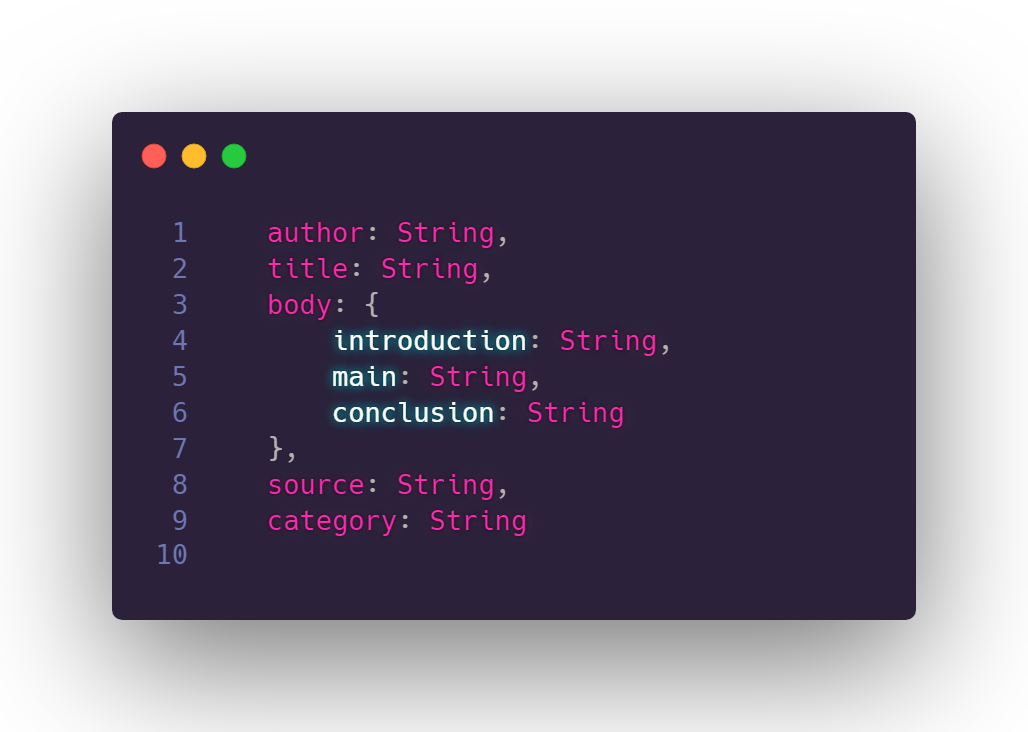 1 author: String,
2 title: String,
3 body: {
4 introduction: String,
5 main: String,
6 conclusion: String
7 },
8 source: String,
9 category: String
10